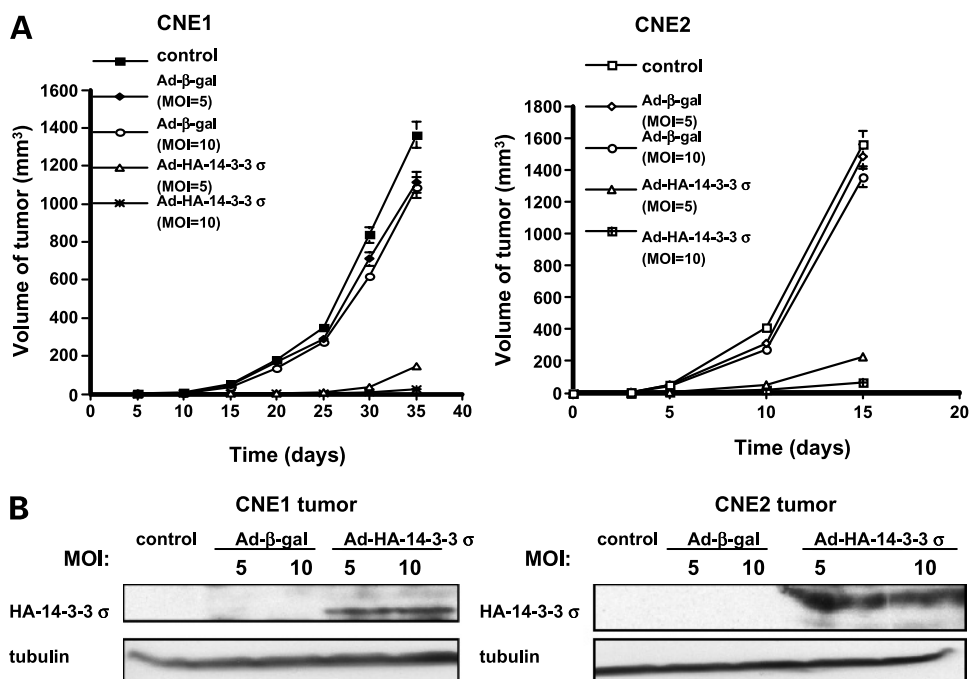 A
CNE1
control
Ad-β-gal
(MOI=5)
Ad-β-gal
(MOI=10)
Ad-HA-14-3-3 σ
(MOI=5)
Ad-HA-14-3-3 σ
(MOI=10)
Volume of tumor (mm³)
1600
1400
1200
1000
800
600
400
200
0
0 5 10 15 20 25 30 35 40
Time (days)
CNE2
control
Ad-β-gal
(MOI=5)
Ad-β-gal
(MOI=10)
Ad-HA-14-3-3 σ
(MOI=5)
Ad-HA-14-3-3 σ
(MOI=10)
Volume of tumor (mm³)
1800
1600
1400
1200
1000
800
600
400
200
0
0 5 10 15 20
Time (days)
B
CNE1 tumor
control Ad-β-gal Ad-HA-14-3-3 σ
MOI: 5 10 5 10
HA-14-3-3 σ
tubulin
CNE2 tumor
control Ad-β-gal Ad-HA-14-3-3 σ
MOI: 5 10 5 10
HA-14-3-3 σ
tubulin